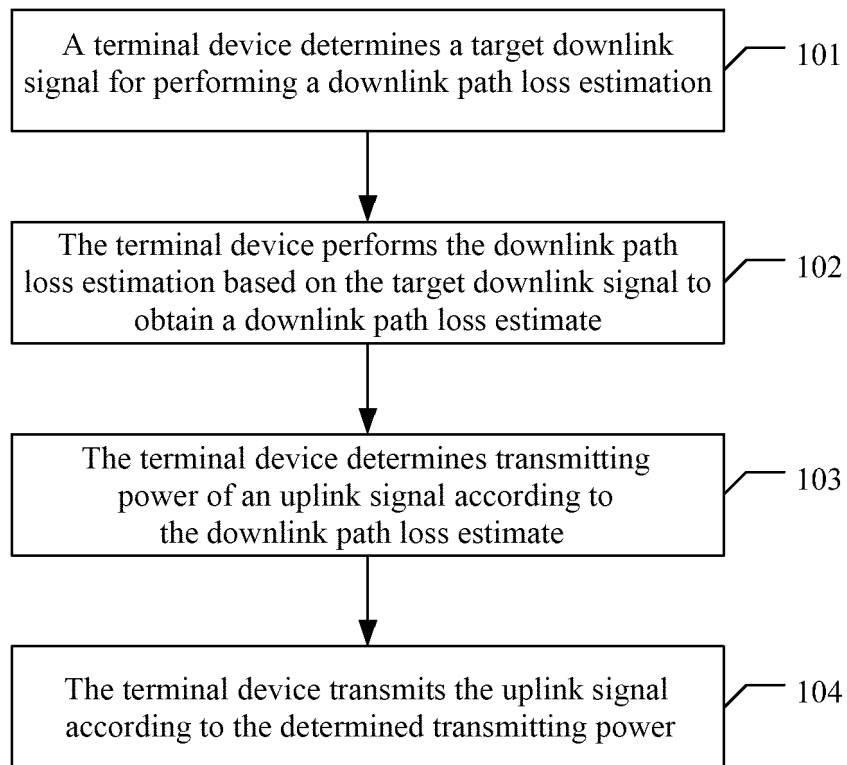 A terminal device determines a target downlink
signal for performing a downlink path loss estimation
101
The terminal device performs the downlink path
loss estimation based on the target downlink signal to
obtain a downlink path loss estimate
102
The terminal device determines transmitting
power of an uplink signal according to
the downlink path loss estimate
103
The terminal device transmits the uplink signal
according to the determined transmitting power
104